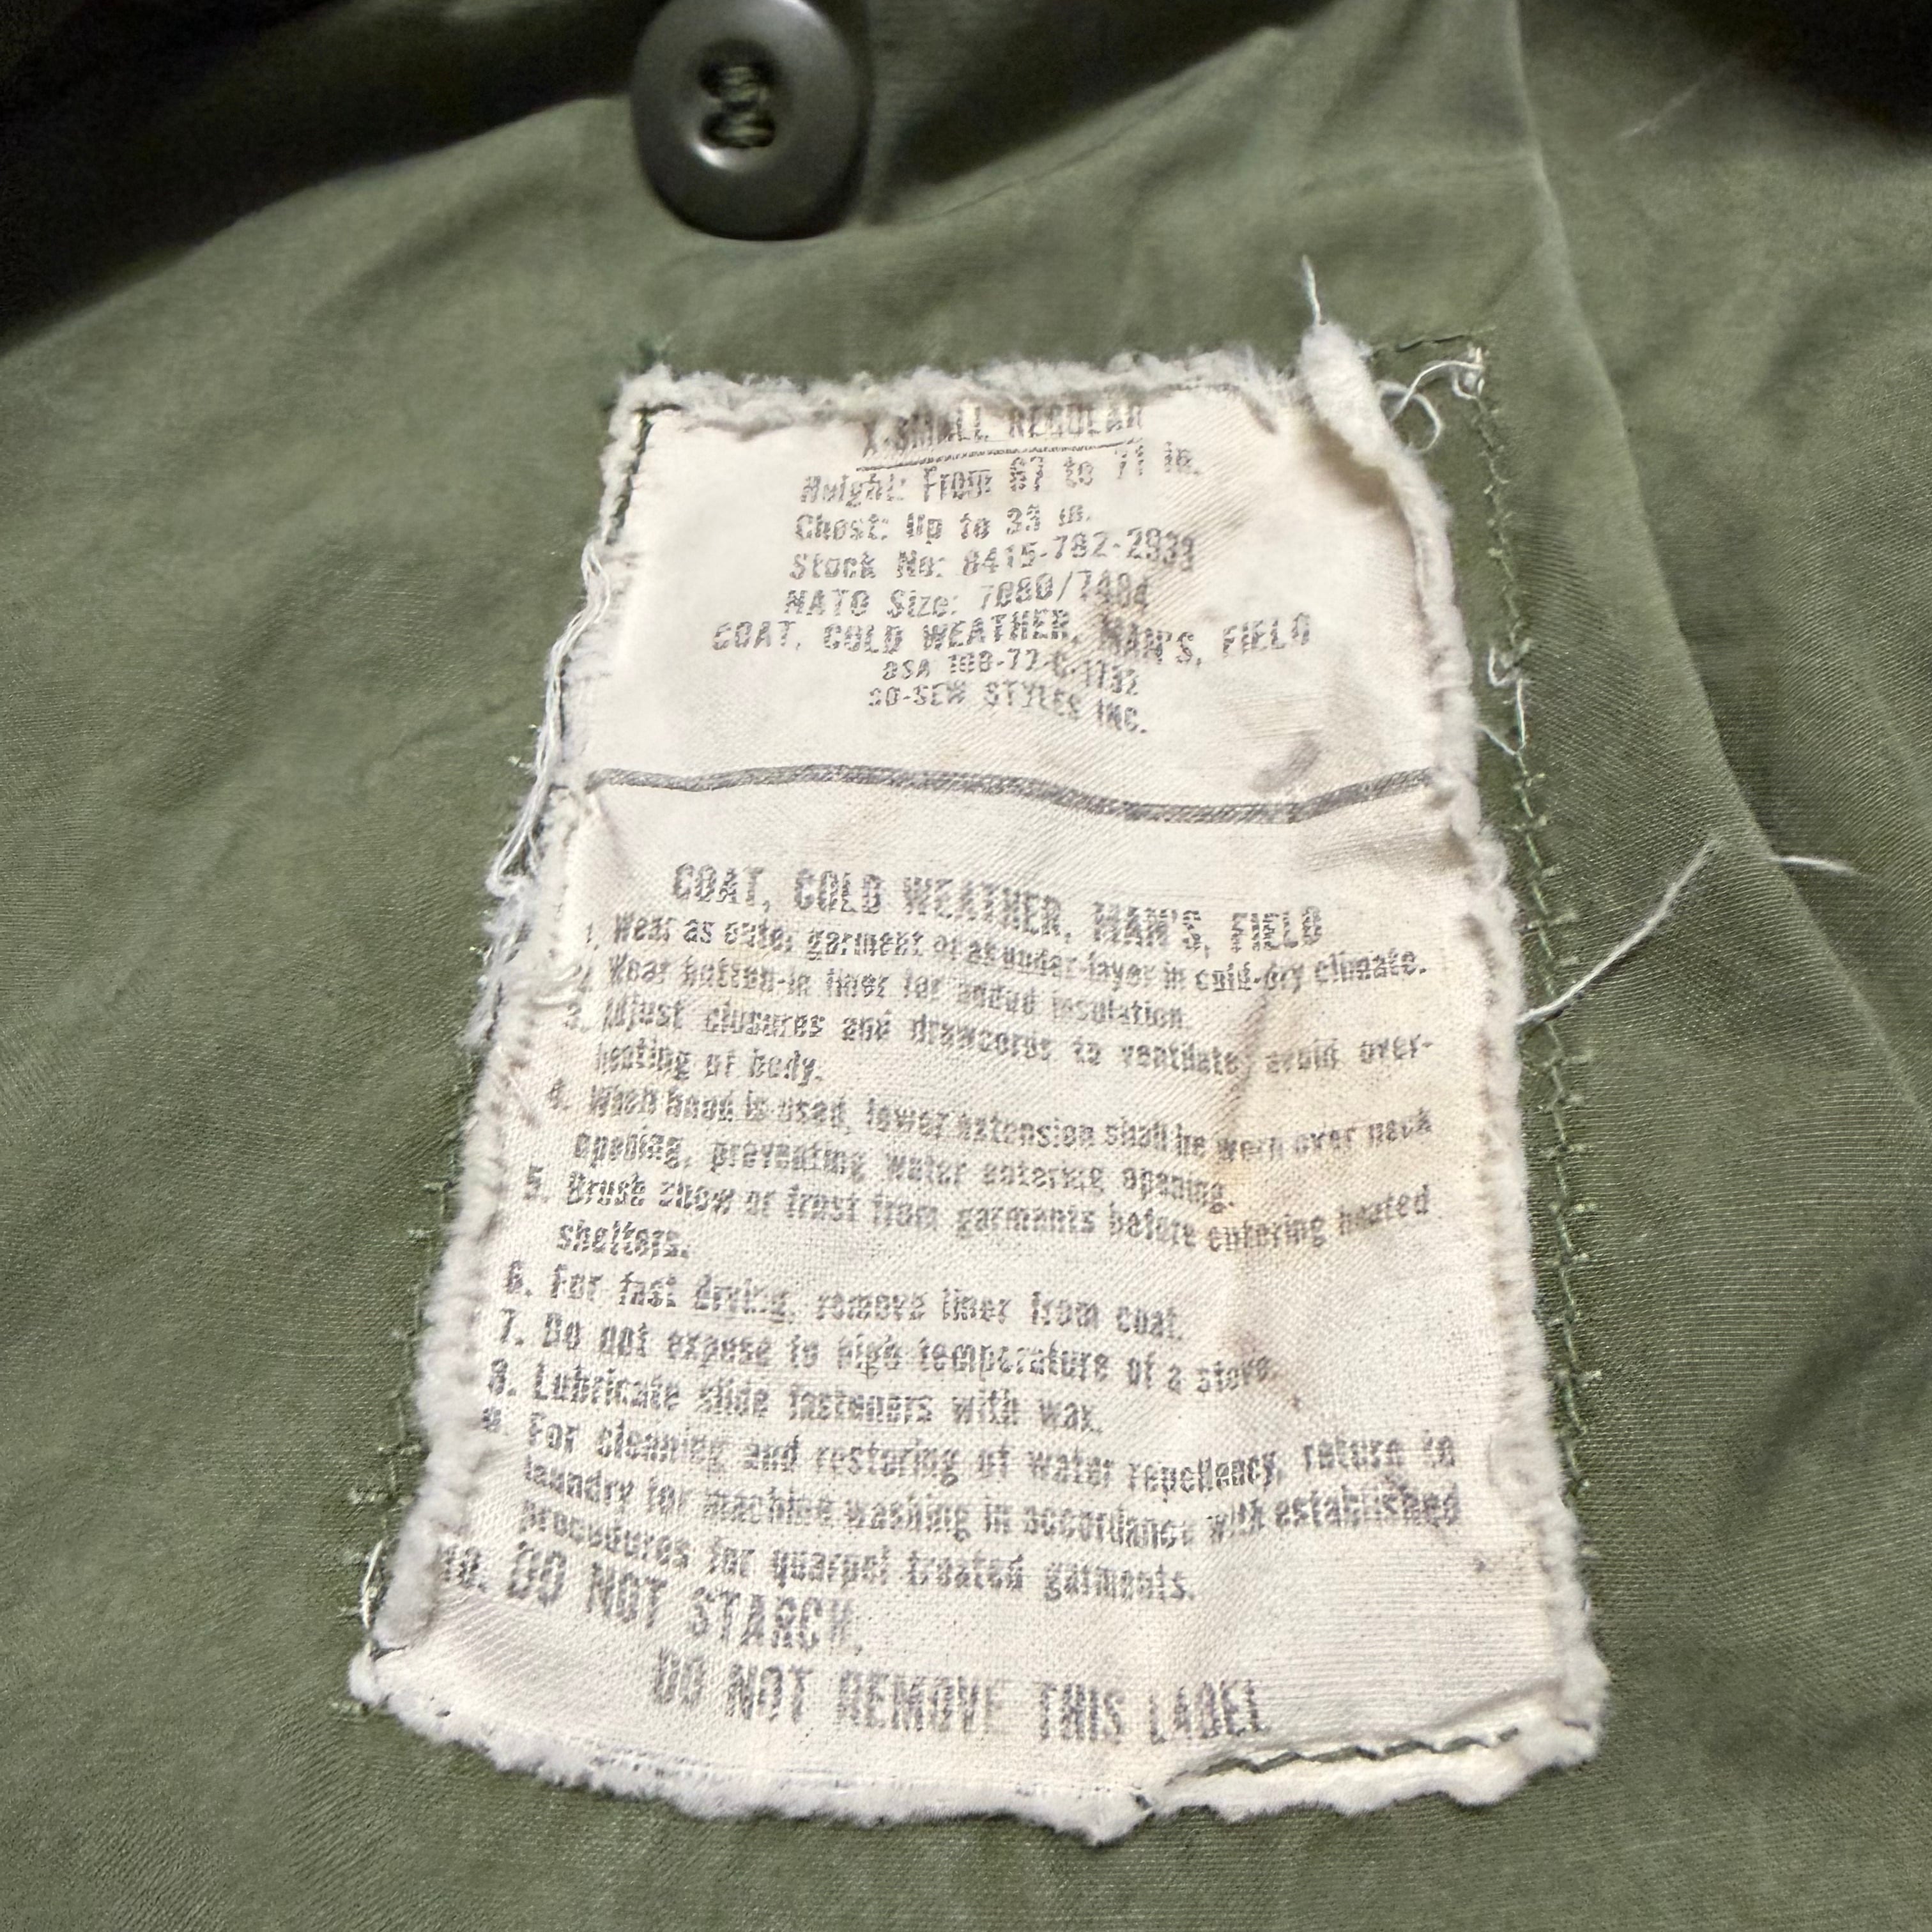 X-SMALL REGULAR
Height: From 67 to 71 in.
Chest: Up to 33 in.
Stock No: 8415-782-2933
NATO Size: 7080/7484
COAT, COLD WEATHER, MAN'S, FIELD
DSA 100-72-C-1732
SO-SEW STYLES INC.
COAT, COLD WEATHER, MAN'S, FIELD
1. Wear as outer garment or as under-layer in cold-dry climate.
2. Wear button-in liner for added insulation.
3. Adjust closures and drawcords to ventilate, avoid over-
heating of body.
4. When hood is used, lower extension shall be worn over neck
opening, preventing water entering opening.
5. Brush snow or frost from garments before entering heated
shelters.
6. For fast drying, remove liner from coat.
7. Do not expose to high temperature of a stove.
8. Lubricate slide fasteners with wax.
9. For cleaning and restoring of water repellency, return to
laundry for machine washing in accordance with established
procedures for quarpel treated garments.
10. DO NOT STARCH.
DO NOT REMOVE THIS LABEL